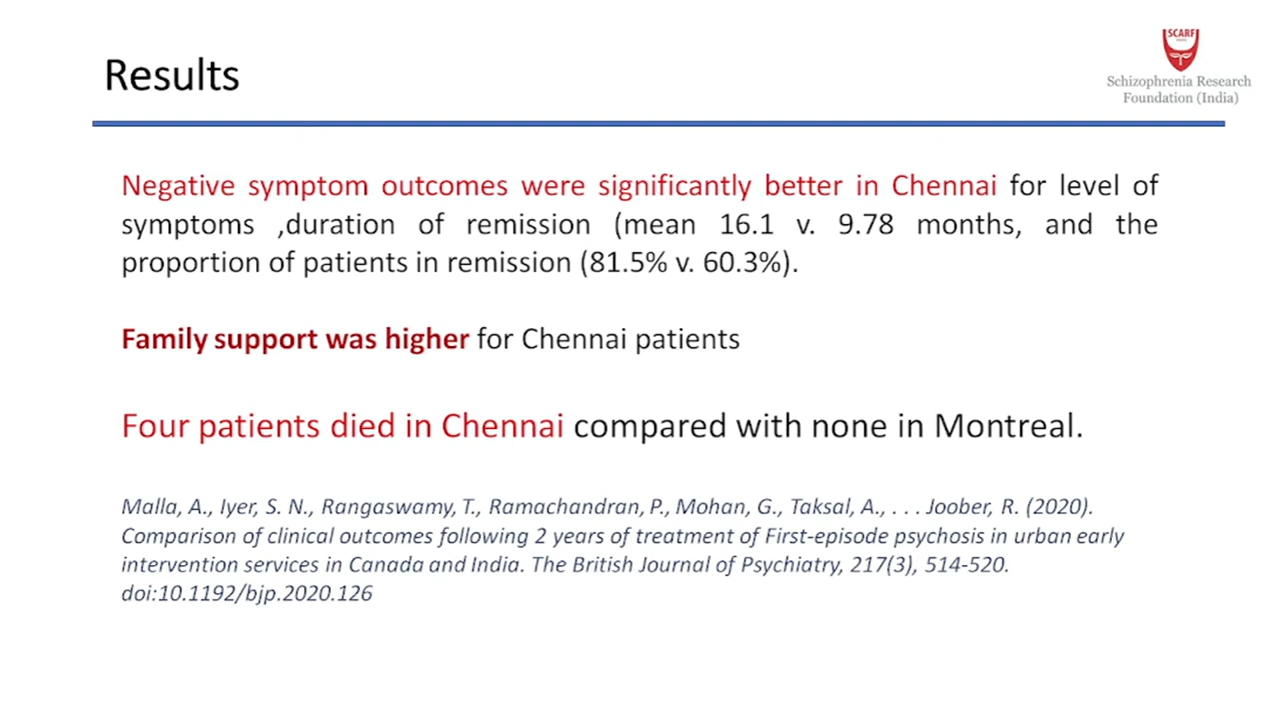 Results
SCARF
Schizophrenia Research
Foundation (India)
Negative symptom outcomes were significantly better in Chennai for level of
symptoms ,duration of remission (mean 16.1 v. 9.78 months, and the
proportion of patients in remission (81.5% v. 60.3%).
Family support was higher for Chennai patients
Four patients died in Chennai compared with none in Montreal.
Malla, A., Iyer, S. N., Rangaswamy, T., Ramachandran, P., Mohan, G., Taksal, A., . . . Joober, R. (2020).
Comparison of clinical outcomes following 2 years of treatment of First-episode psychosis in urban early
intervention services in Canada and India. The British Journal of Psychiatry, 217(3), 514-520.
doi:10.1192/bjp.2020.126